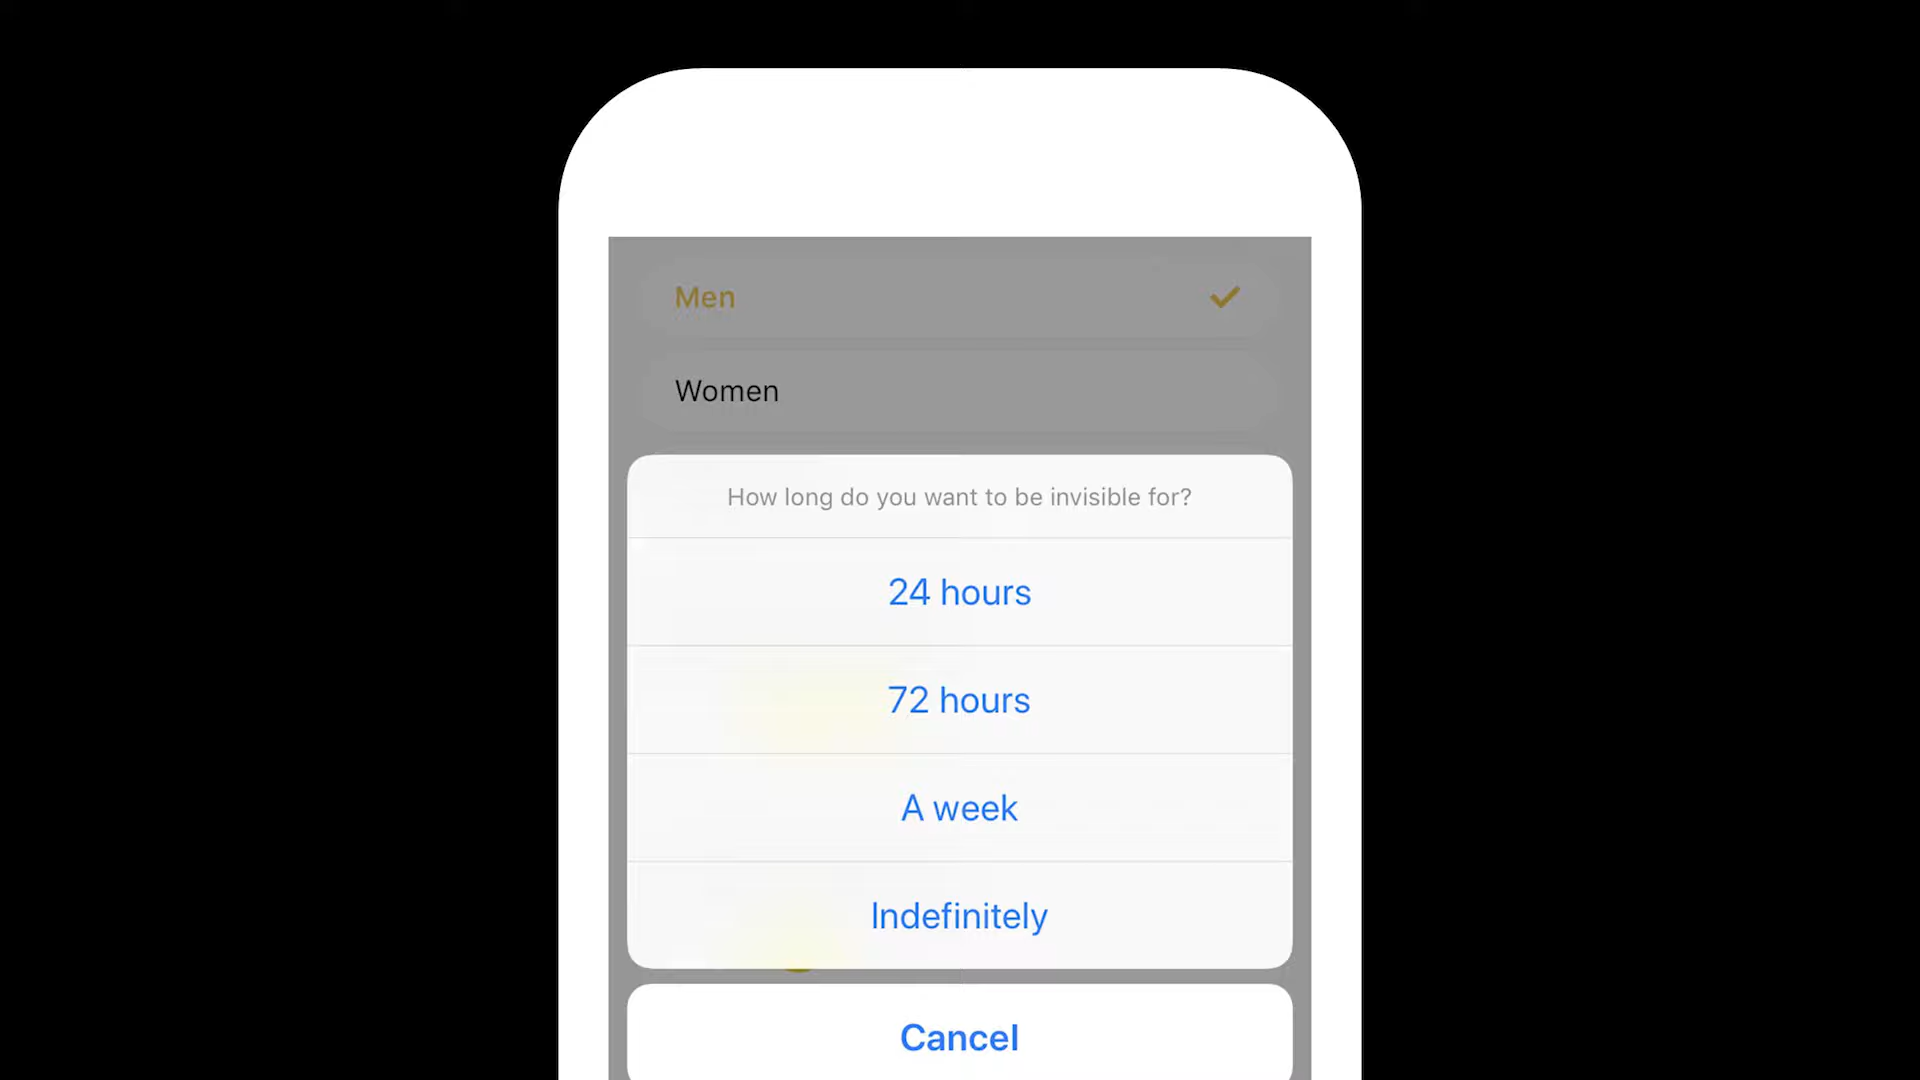 Men
Women
How long do you want to be invisible for?
24 hours
72 hours
A week
Indefinitely
Cancel